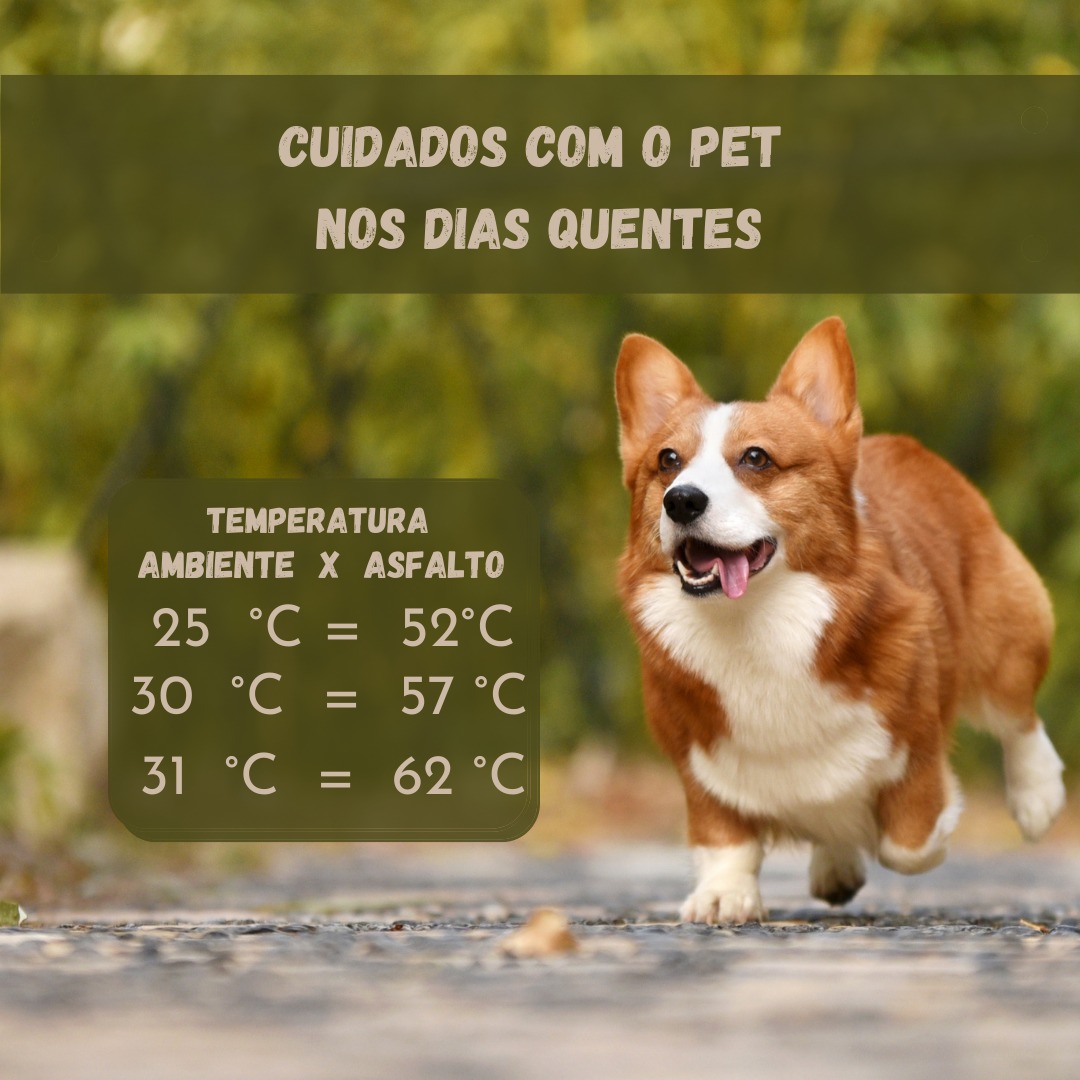 CUIDADOS COM O PET
NOS DIAS QUENTES
TEMPERATURA
AMBIENTE X ASFALTO
25 °C = 52°C
30 °C = 57 °C
31 °C = 62 °C